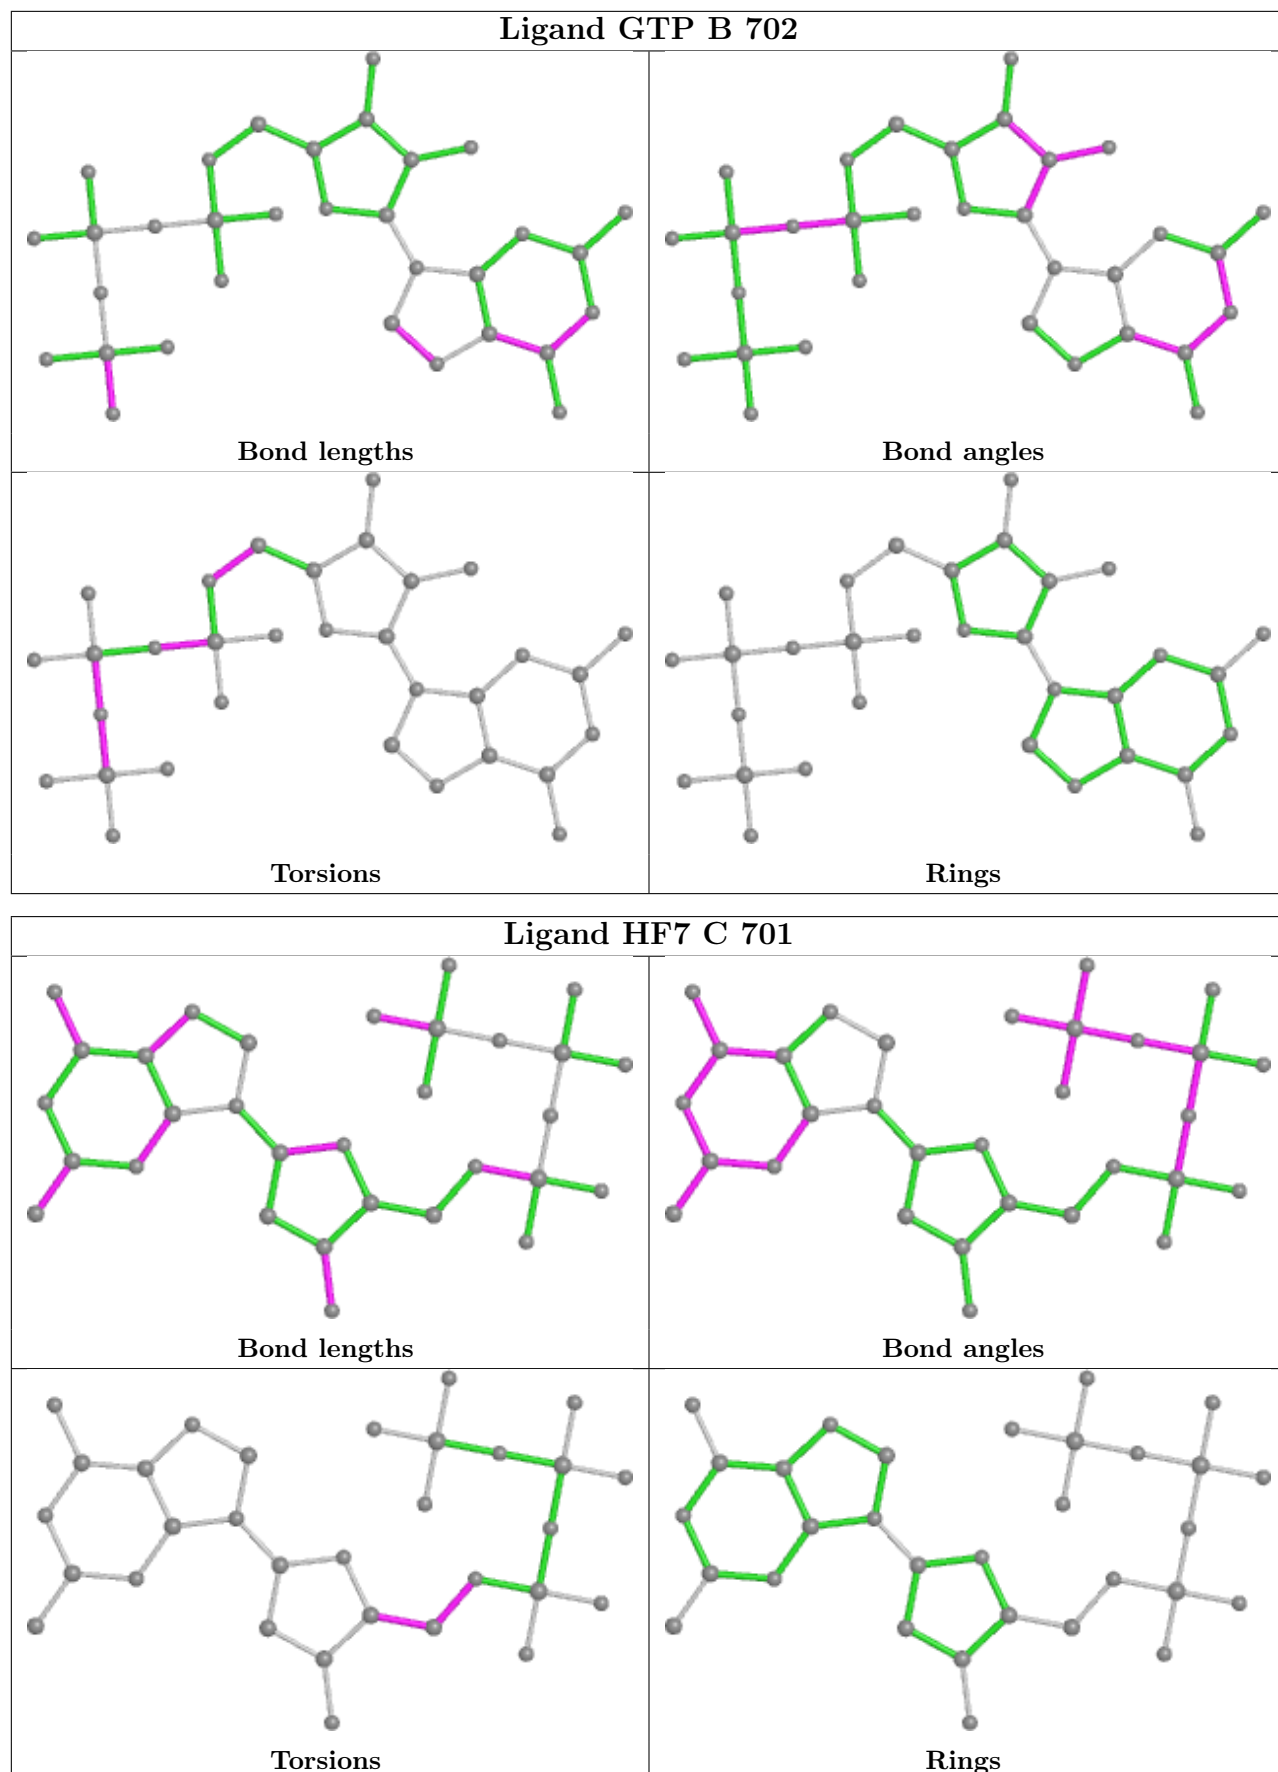 Ligand GTP B 702
Bond lengths
Bond angles
Torsions
Rings
Ligand HF7 C 701
Bond lengths
Bond angles
Torsions
Rings